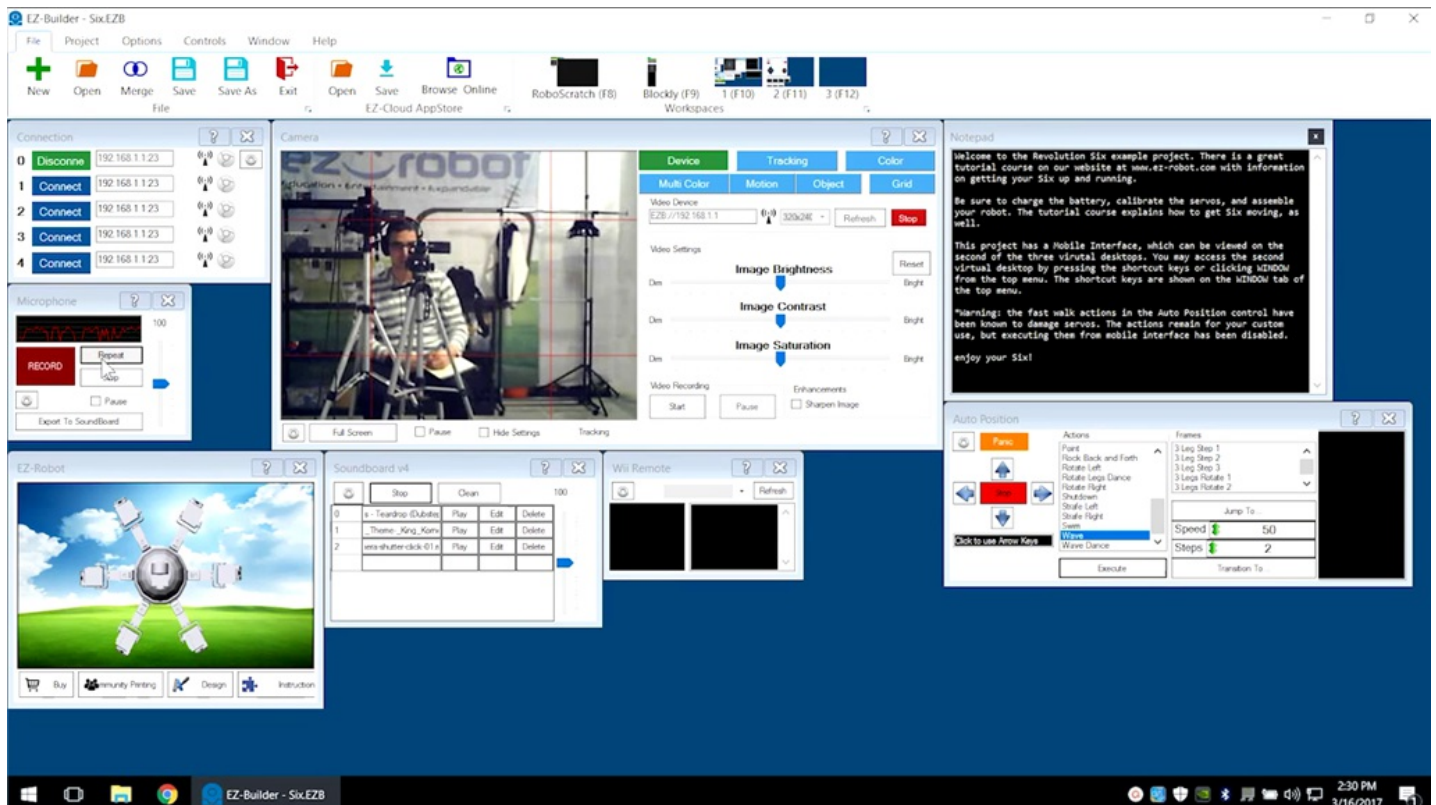 EZ-Builder - Six.EZB
File Project Options Controls Window Help
New Open Merge Save Save As Exit Open Save Browse Online RoboScratch (F8) Blockly (F9) 1 (F10) 2 (F11) 3 (F12)
File EZ-Cloud AppStore Workspaces
Connection
0 Disconne 192.168.1.1:23
1 Connect 192.168.1.1:23
2 Connect 192.168.1.1:23
3 Connect 192.168.1.1:23
4 Connect 192.168.1.1:23
Microphone
100
RECORD
Repeat
Stop
Pause
Export To SoundBoard
Camera
ez robot
Education • Entertainment • Expandable
Full Screen Pause Hide Settings Tracking
Device Tracking Color
Multi Color Motion Object Grid
Video Device
EZB://192.168.1.1 320x240 Refresh Stop
Video Settings
Reset
Image Brightness
Dim Bright
Image Contrast
Dim Bright
Image Saturation
Dim Bright
Video Recording Enhancements
Start Pause Sharpen Image
Notepad
Welcome to the Revolution Six example project. There is a great
tutorial course on our website at www.ez-robot.com with information
on getting your Six up and running.
Be sure to charge the battery, calibrate the servos, and assemble
your robot. The tutorial course explains how to get Six moving, as
well.
This project has a Mobile Interface, which can be viewed on the
second of the three virutal desktops. You may access the second
virtual desktop by pressing the shortcut keys or clicking WINDOW
from the top menu. The shortcut keys are shown on the WINDOW tab of
the top menu.
*Warning: the fast walk actions in the Auto Position control have
been known to damage servos. The actions remain for your custom
use, but executing them from mobile interface has been disabled.
enjoy your Six!
Auto Position
Panic
Stop
Click to use Arrow Keys
Actions
Point
Rock Back and Forth
Rotate Left
Rotate Legs Dance
Rotate Right
Shutdown
Strafe Left
Strafe Right
Swim
Wave
Wave Dance
Execute
Frames
3 Leg Step 1
3 Leg Step 2
3 Leg Step 3
3 Legs Rotate 1
3 Legs Rotate 2
Jump To...
Speed 50
Steps 2
Transition To...
EZ-Robot
Buy mmunity Printing Design Instruction
Soundboard v4
Stop Clean 100
0 s - Teardrop (Dubste Play Edit Delete
1 _Theme-_King_Kom Play Edit Delete
2 era-shutter-click-01. Play Edit Delete
Wii Remote
Refresh
EZ-Builder - Six.EZB
2:30 PM
3/16/2017